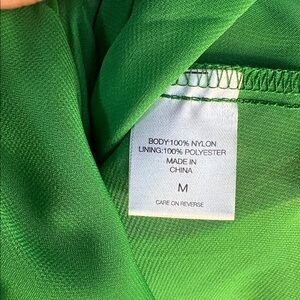 BODY:100% NYLON
LINING:100% POLYESTER
MADE IN
CHINA
M
CARE ON REVERSE